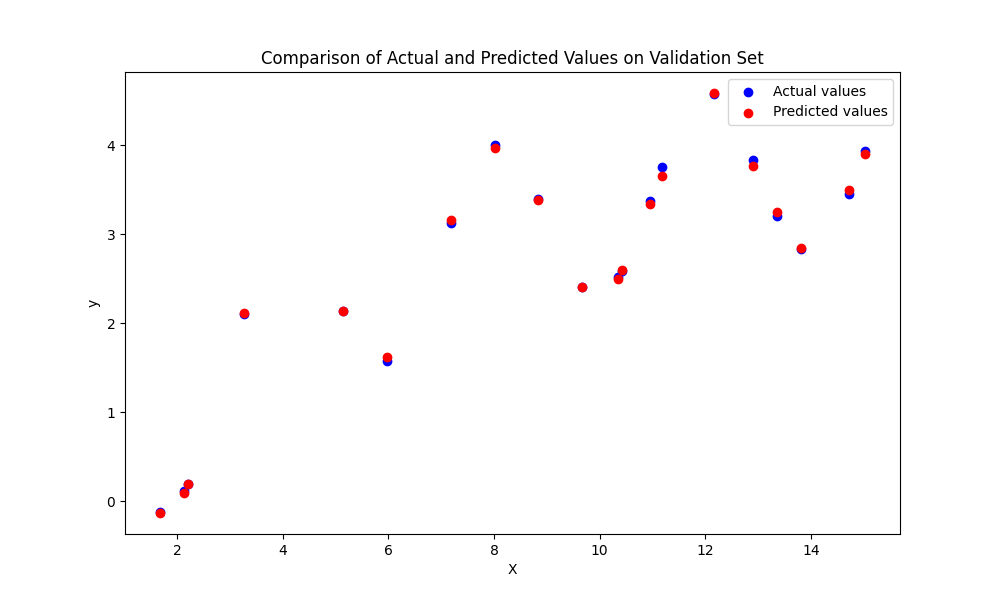 Comparison of Actual and Predicted Values on Validation Set
Actual values
Predicted values
4
3
2
1
0
y
2 4 6 8 10 12 14
X